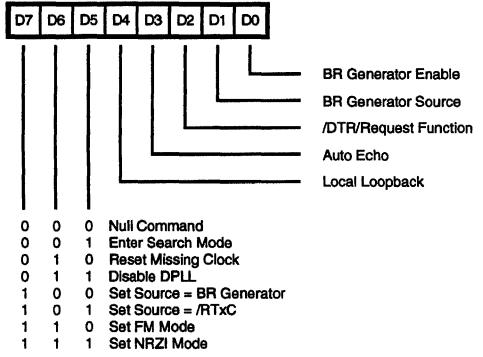 D7 D6 D5 D4 D3 D2 D1 D0
BR Generator Enable
BR Generator Source
/DTR/Request Function
Auto Echo
Local Loopback
0 0 0 Null Command
0 0 1 Enter Search Mode
0 1 0 Reset Missing Clock
0 1 1 Disable DPLL
1 0 0 Set Source = BR Generator
1 0 1 Set Source = /RTxC
1 1 0 Set FM Mode
1 1 1 Set NRZI Mode